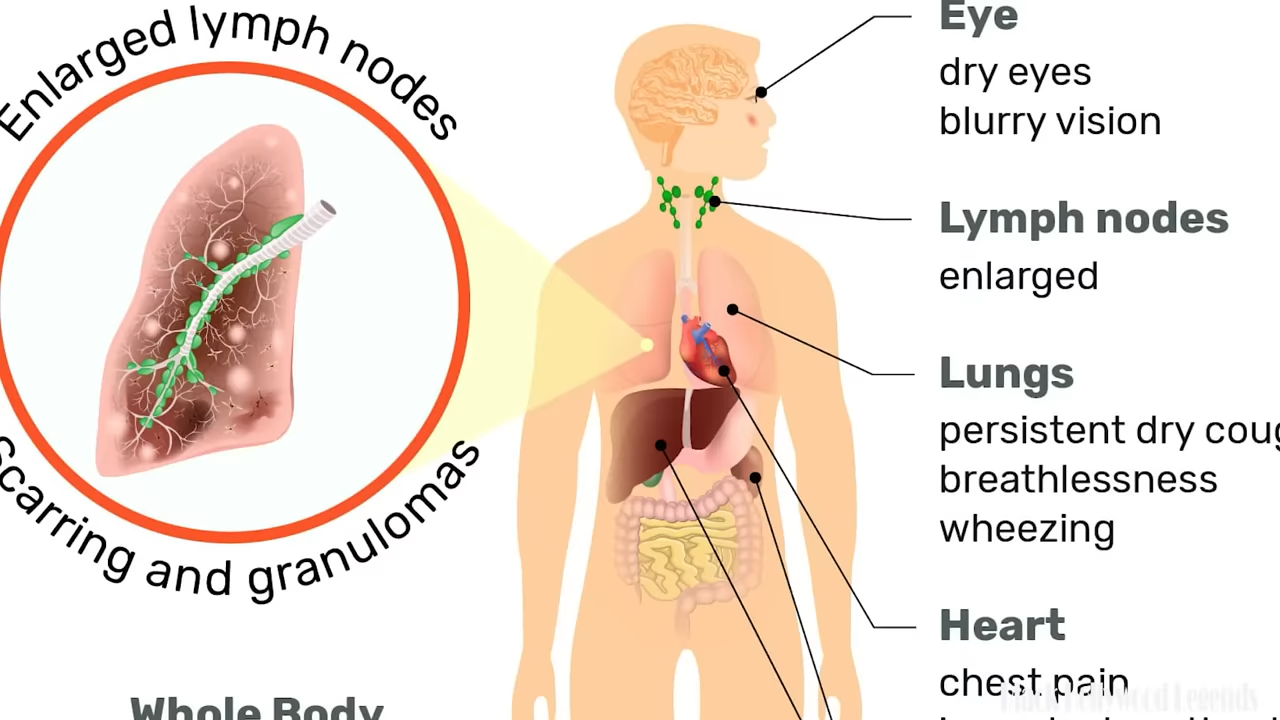 Enlarged lymph nodes
Scarring and granulomas
Whole Body
Eye
dry eyes
blurry vision
Lymph nodes
enlarged
Lungs
persistent dry coug
breathlessness
wheezing
Heart
chest pain